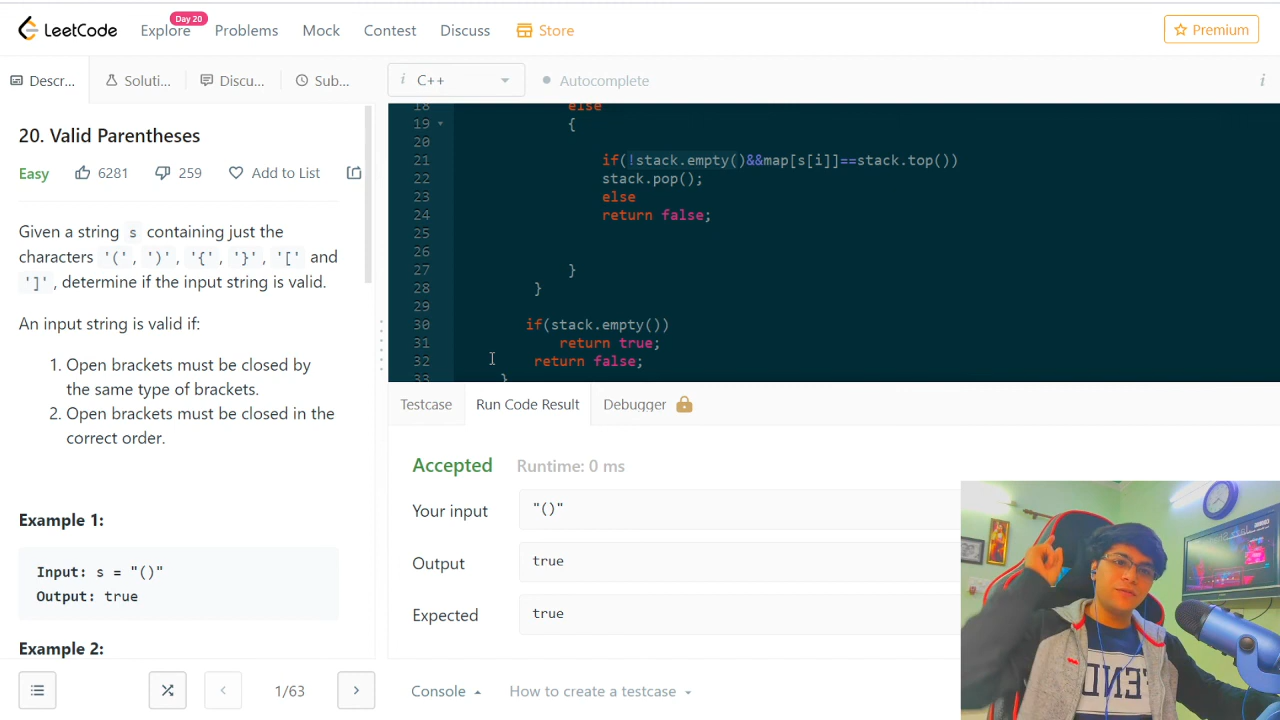 LeetCode
Explore
Day 20
Problems
Mock
Contest
Discuss
Store
Premium
Descr...
Soluti...
Discu...
Sub...
i C++
Autocomplete
i
20. Valid Parentheses
Easy
6281
259
Add to List
Given a string s containing just the
characters '(', ')', '{', '}', '[' and
']', determine if the input string is valid.
An input string is valid if:
1. Open brackets must be closed by
the same type of brackets.
2. Open brackets must be closed in the
correct order.
Example 1:
Input: s = "()"
Output: true
Example 2:
1/63
18 else
19 {
20
21 if(!stack.empty()&&map[s[i]]==stack.top())
22 stack.pop();
23 else
24 return false;
25
26
27 }
28 }
29
30 if(stack.empty())
31 return true;
32 return false;
33 }
Testcase
Run Code Result
Debugger
Accepted
Runtime: 0 ms
Your input
"()"
Output
true
Expected
true
Console
How to create a testcase